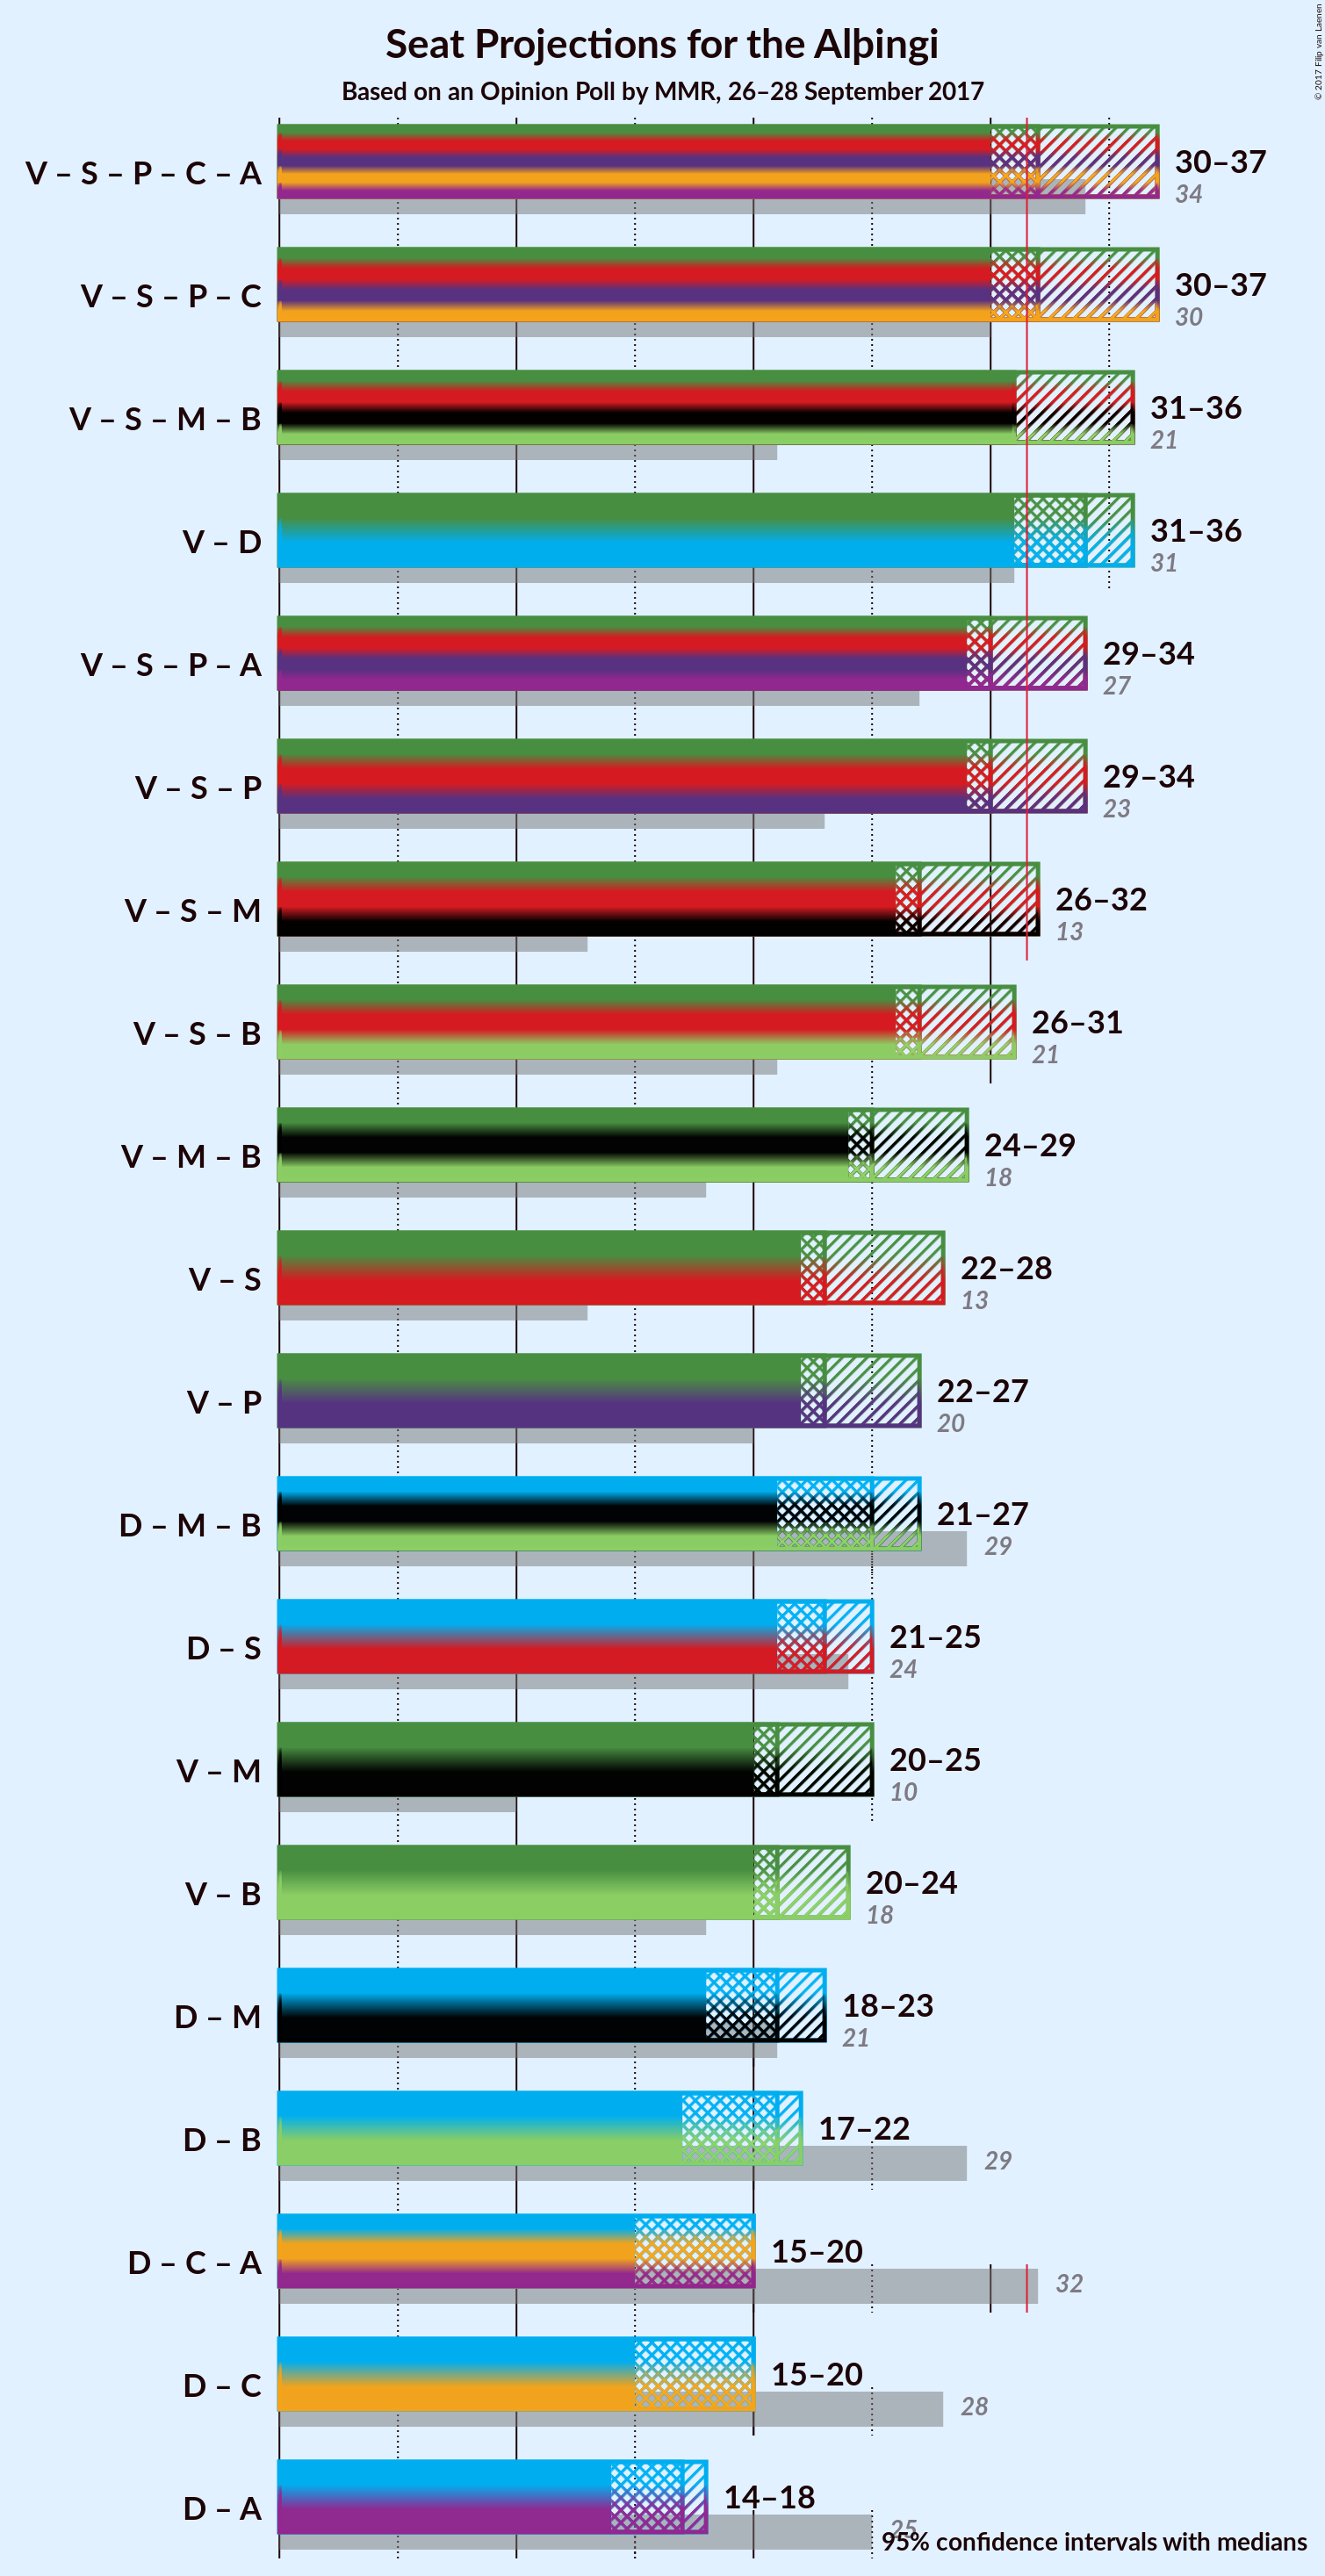 © 2017 Filip van Laenen
Seat Projections for the Alþingi
Based on an Opinion Poll by MMR, 26–28 September 2017
V – S – P – C – A
30–37
34
V – S – P – C
30–37
30
V – S – M – B
31–36
21
V – D
31–36
31
V – S – P – A
29–34
27
V – S – P
29–34
23
V – S – M
26–32
13
V – S – B
26–31
21
V – M – B
24–29
18
V – S
22–28
13
V – P
22–27
20
D – M – B
21–27
29
D – S
21–25
24
V – M
20–25
10
V – B
20–24
18
D – M
18–23
21
D – B
17–22
29
D – C – A
15–20
32
D – C
15–20
28
D – A
14–18
25
95% confidence intervals with medians